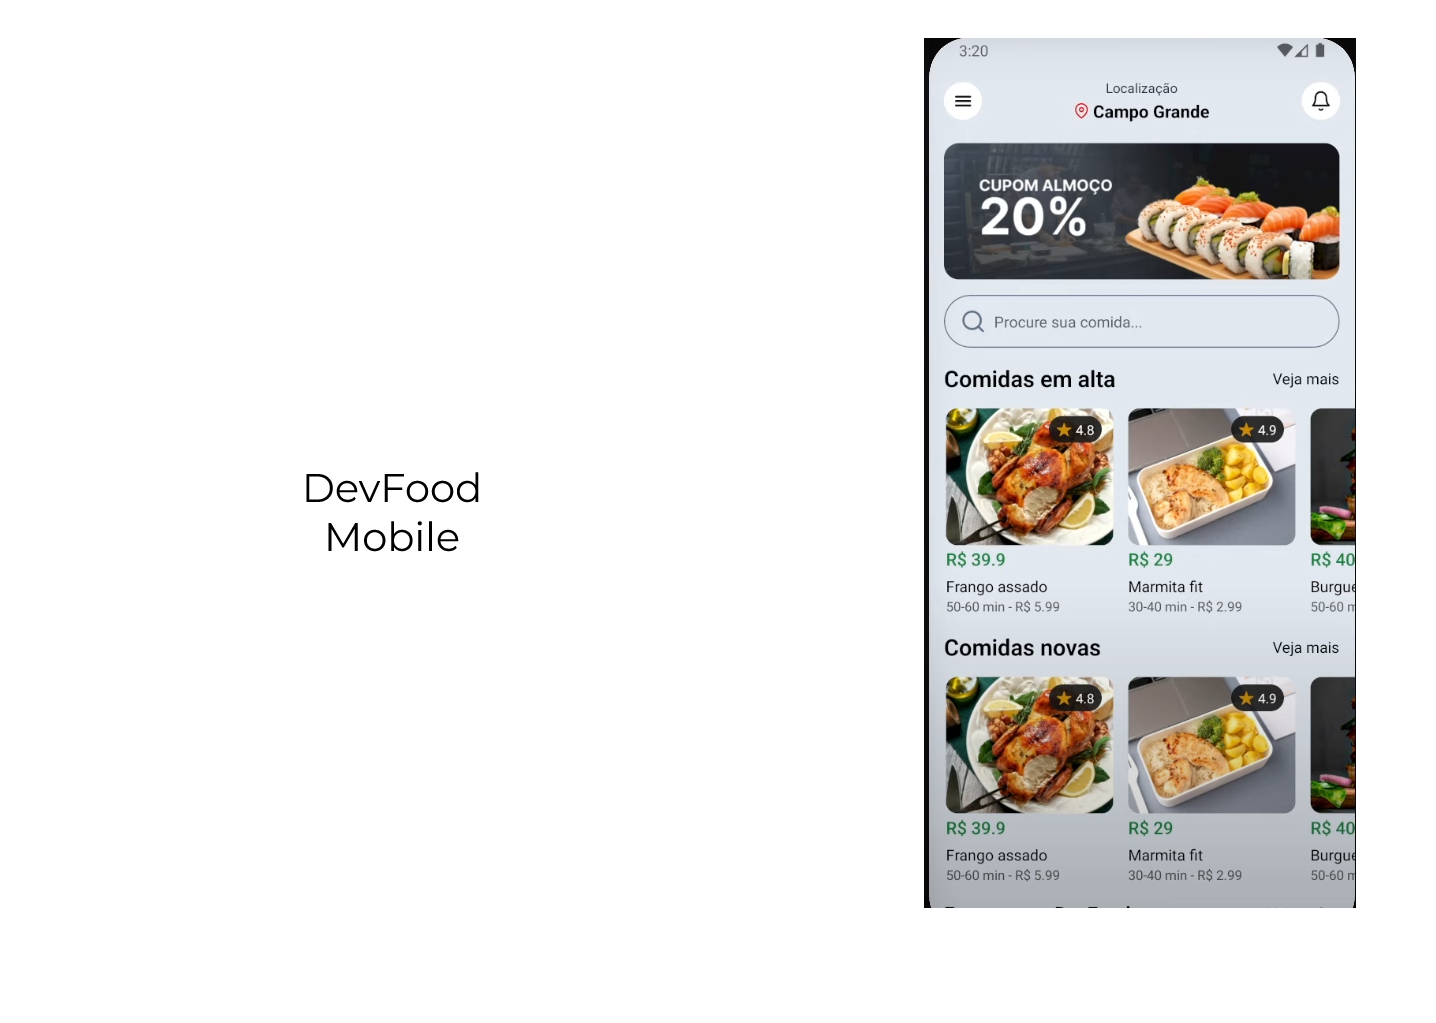 DevFood
Mobile
3:20
Localização
Campo Grande
CUPOM ALMOÇO
20%
Procure sua comida...
Comidas em alta
Veja mais
4.8
4.9
R$ 39.9
R$ 29
R$ 40
Frango assado
Marmita fit
Burgue
50-60 min - R$ 5.99
30-40 min - R$ 2.99
50-60 m
Comidas novas
Veja mais
4.8
4.9
R$ 39.9
R$ 29
R$ 40
Frango assado
Marmita fit
Burgue
50-60 min - R$ 5.99
30-40 min - R$ 2.99
50-60 m